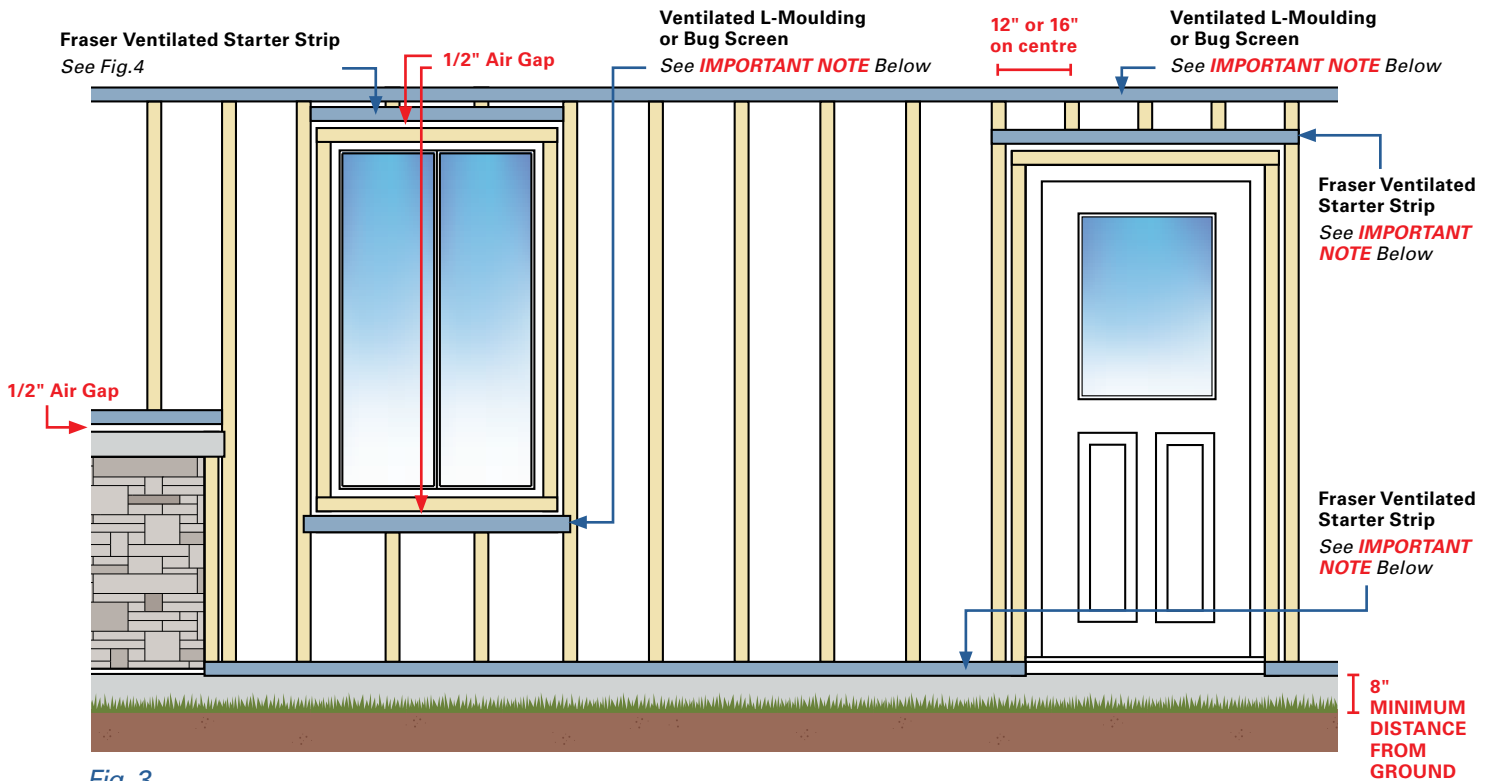 Fraser Ventilated Starter Strip
See Fig.4
1/2" Air Gap
Ventilated L-Moulding
or Bug Screen
See IMPORTANT NOTE Below
12" or 16"
on centre
Ventilated L-Moulding
or Bug Screen
See IMPORTANT NOTE Below
Fraser Ventilated
Starter Strip
See IMPORTANT
NOTE Below
1/2" Air Gap
Fraser Ventilated
Starter Strip
See IMPORTANT
NOTE Below
8"
MINIMUM
DISTANCE
FROM
GROUND
Fig. 3